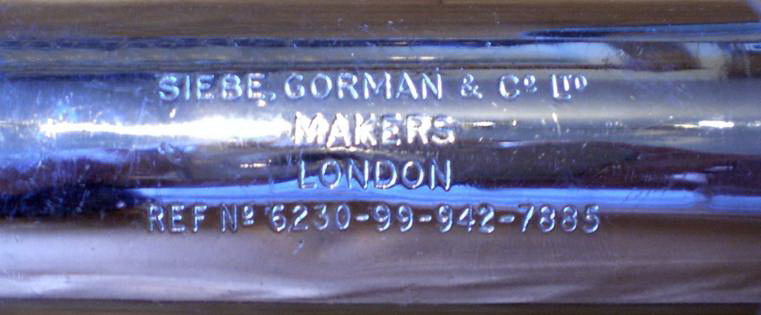 SIEBE, GORMAN & Cº LTD
MAKERS
LONDON
REF Nº 6230-99-942-7885